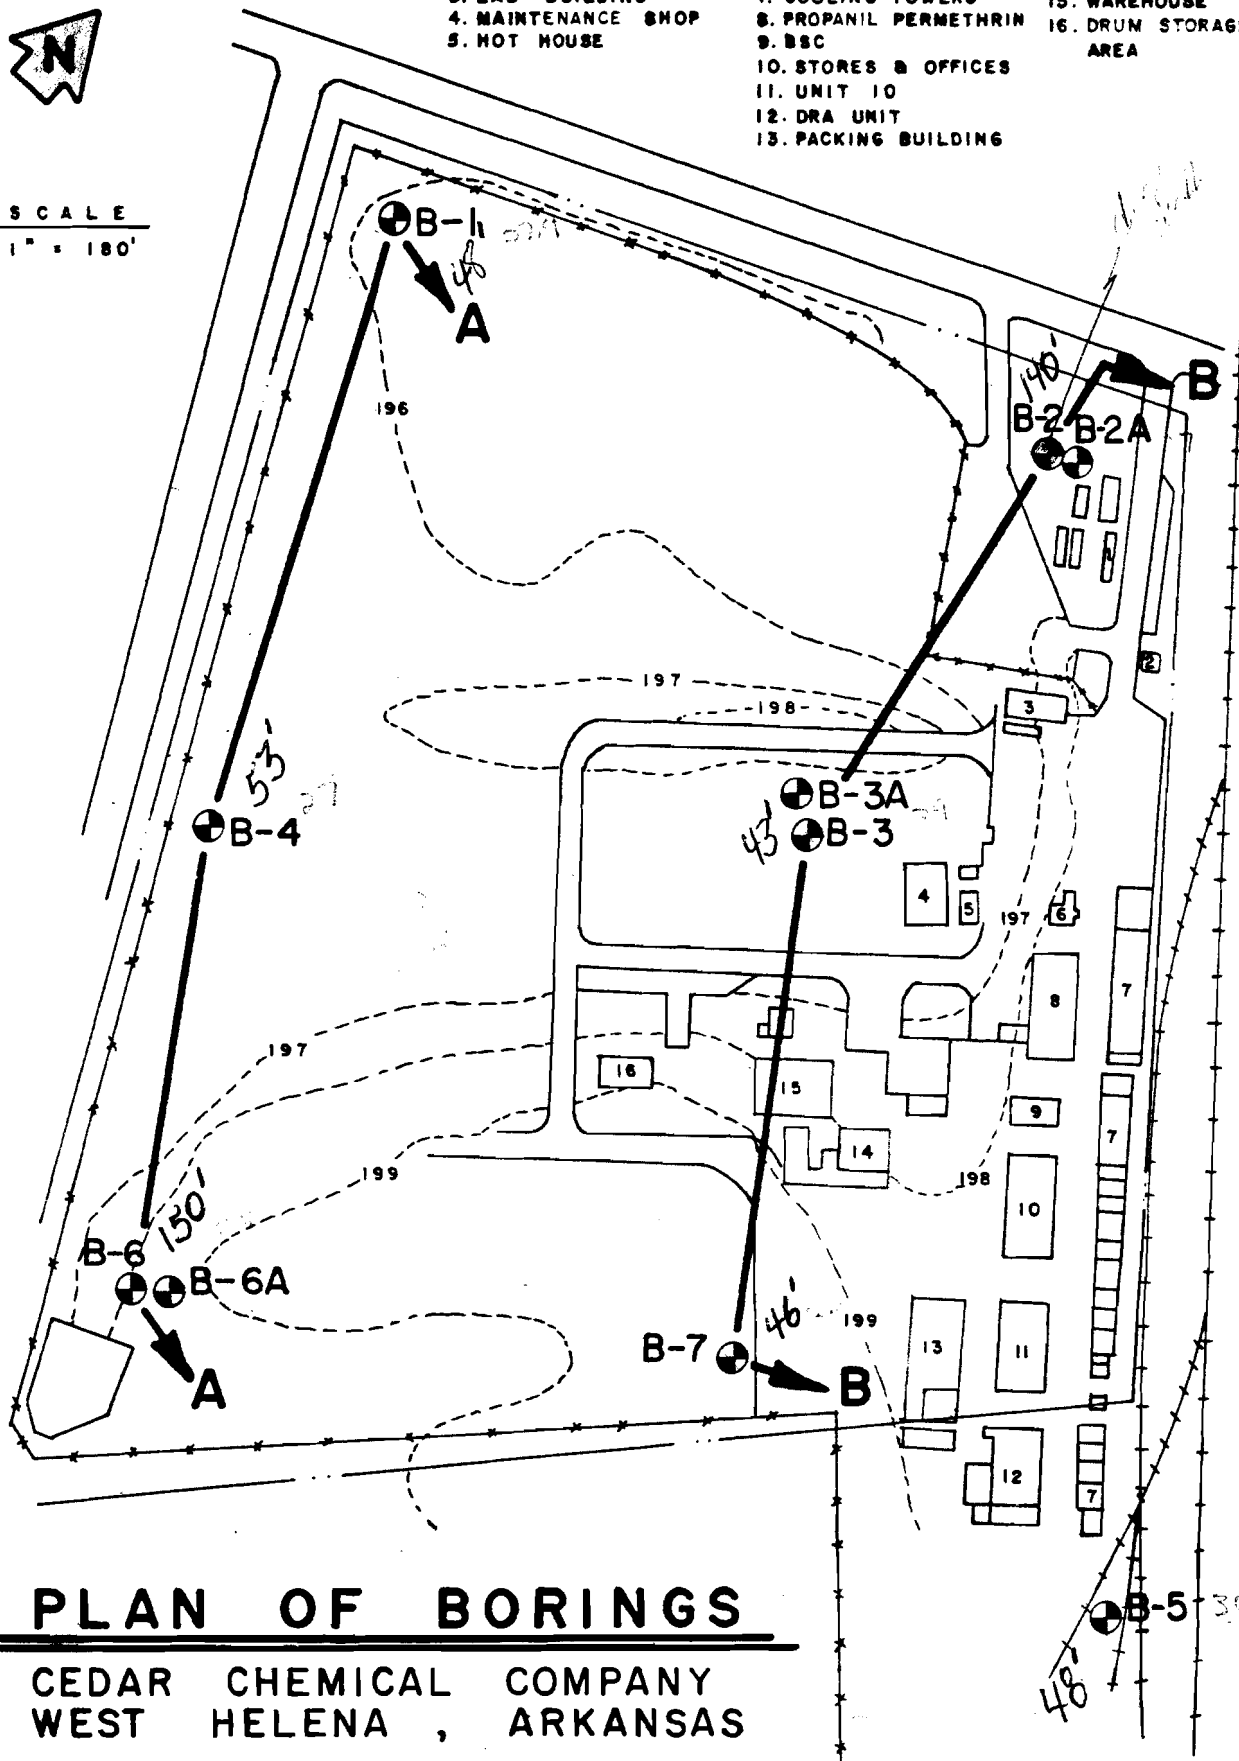 4. MAINTENANCE SHOP
5. HOT HOUSE
8. PROPANIL PERMETHRIN
9. BSC
10. STORES & OFFICES
11. UNIT 10
12. DRA UNIT
13. PACKING BUILDING
15. WAREHOUSE
16. DRUM STORAGE
AREA
N
SCALE
1" = 180'
B-1
48
A
196
140'
B
B-2
B-2A
2
197
198
3
53'
B-4
B-3A
43'
B-3
4
5
197
6
7
8
197
16
15
9
7
14
199
198
10
150'
B-6
B-6A
46'
199
B-7
13
11
A
B
12
7
B-5
48'
PLAN OF BORINGS
CEDAR CHEMICAL COMPANY
WEST HELENA , ARKANSAS